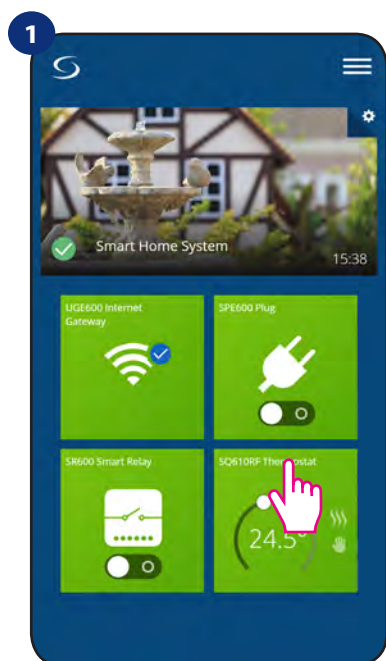 1
Smart Home System
15:38
UGE600 Internet
Gateway
SPE600 Plug
SR600 Smart Relay
SQ610RF Thermostat
24.5°